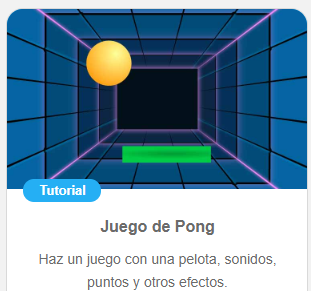 Tutorial
Juego de Pong
Haz un juego con una pelota, sonidos,
puntos y otros efectos.